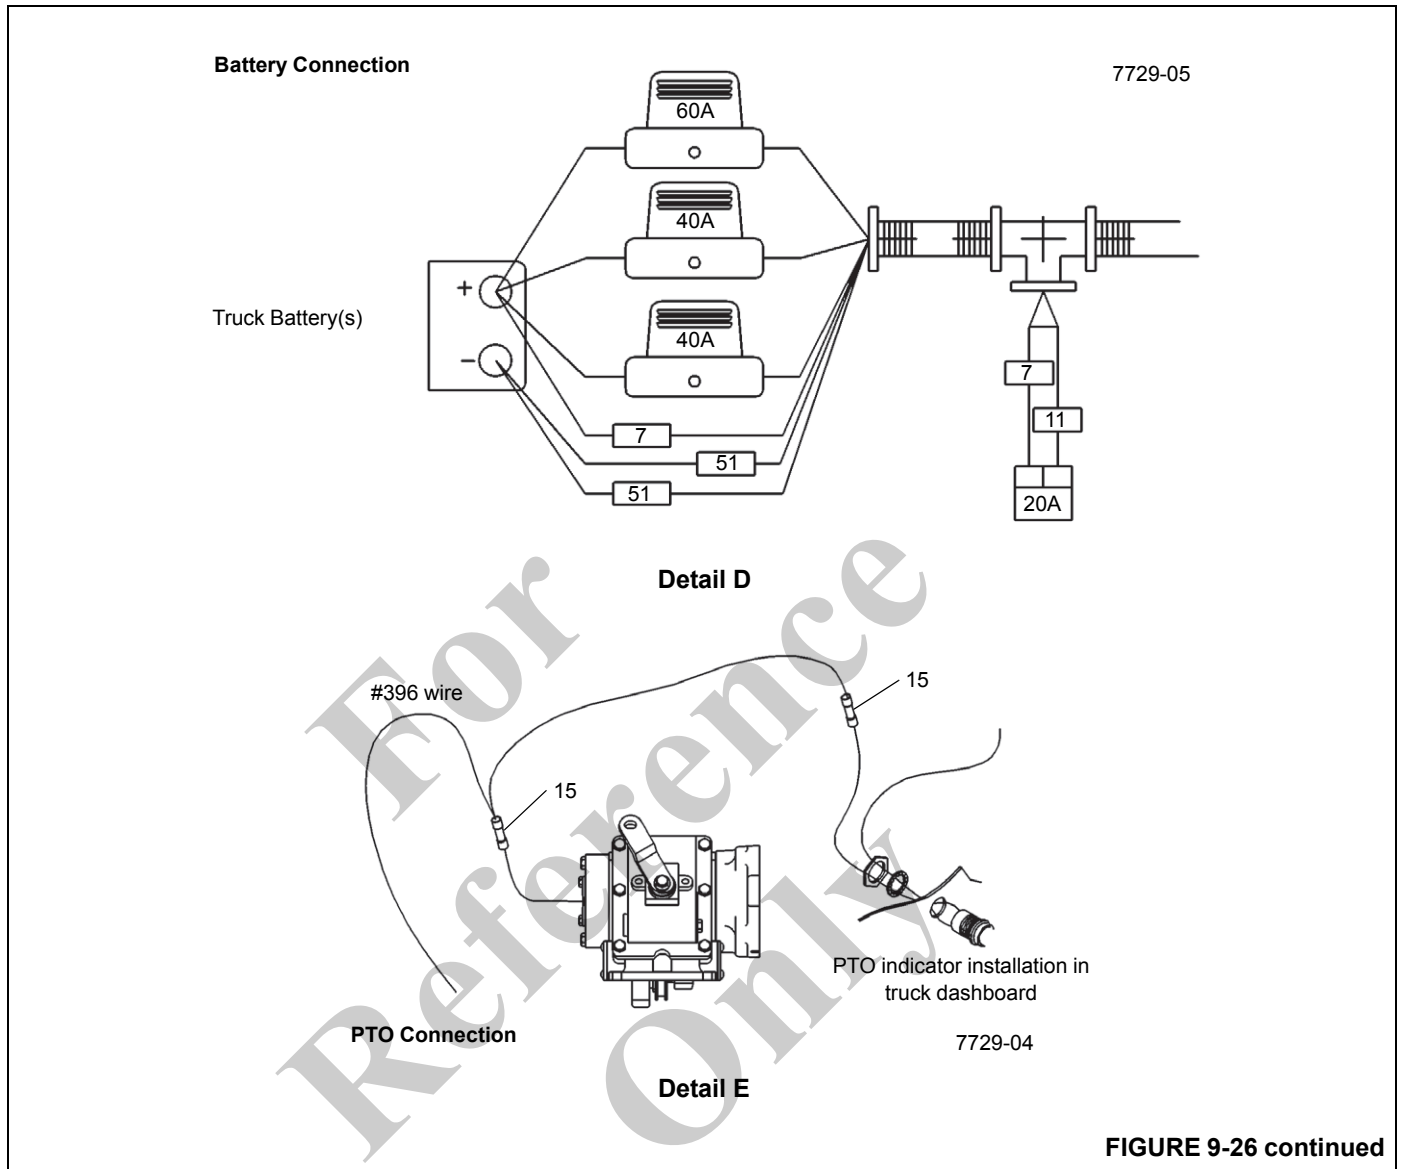 Battery Connection
7729-05
60A
40A
Truck Battery(s)
+
-
40A
7
51
51
7
11
20A
Detail D
#396 wire
15
15
PTO indicator installation in
truck dashboard
PTO Connection
7729-04
Detail E
For
Reference
Only
FIGURE 9-26 continued